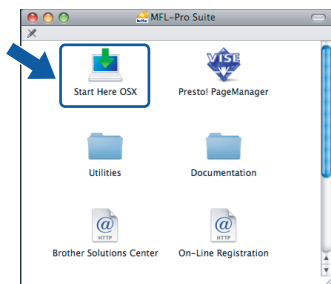 MFL-Pro Suite
VISE
Start Here OSX
Presto! PageManager
Utilities
Documentation
@
HTTP
@
HTTP
Brother Solutions Center
On-Line Registration